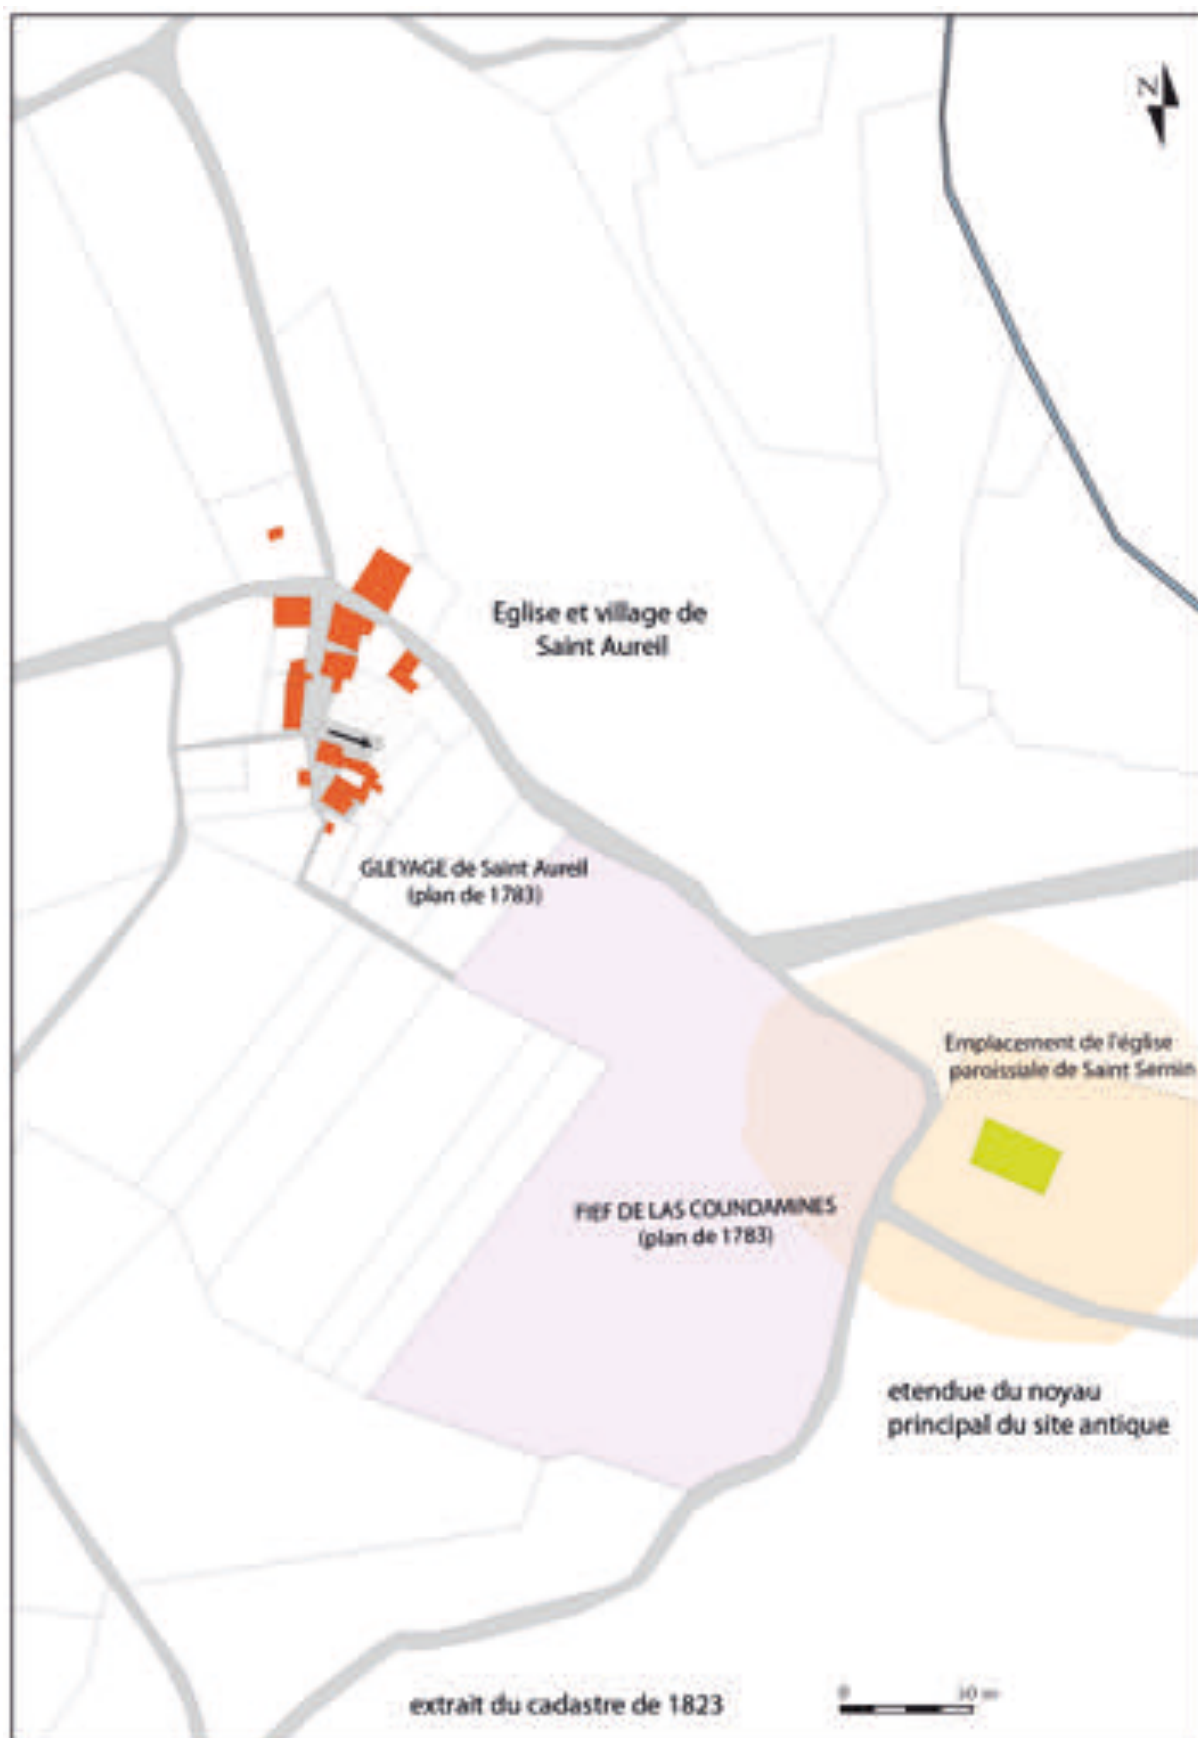 N
Eglise et village de
Saint Aureil
GLEYAGE de Saint Aureil
(plan de 1783)
Emplacement de l'église
paroissiale de Saint Sernin
FIEF DE LAS COUNDAMINES
(plan de 1783)
etendue du noyau
principal du site antique
extrait du cadastre de 1823
0